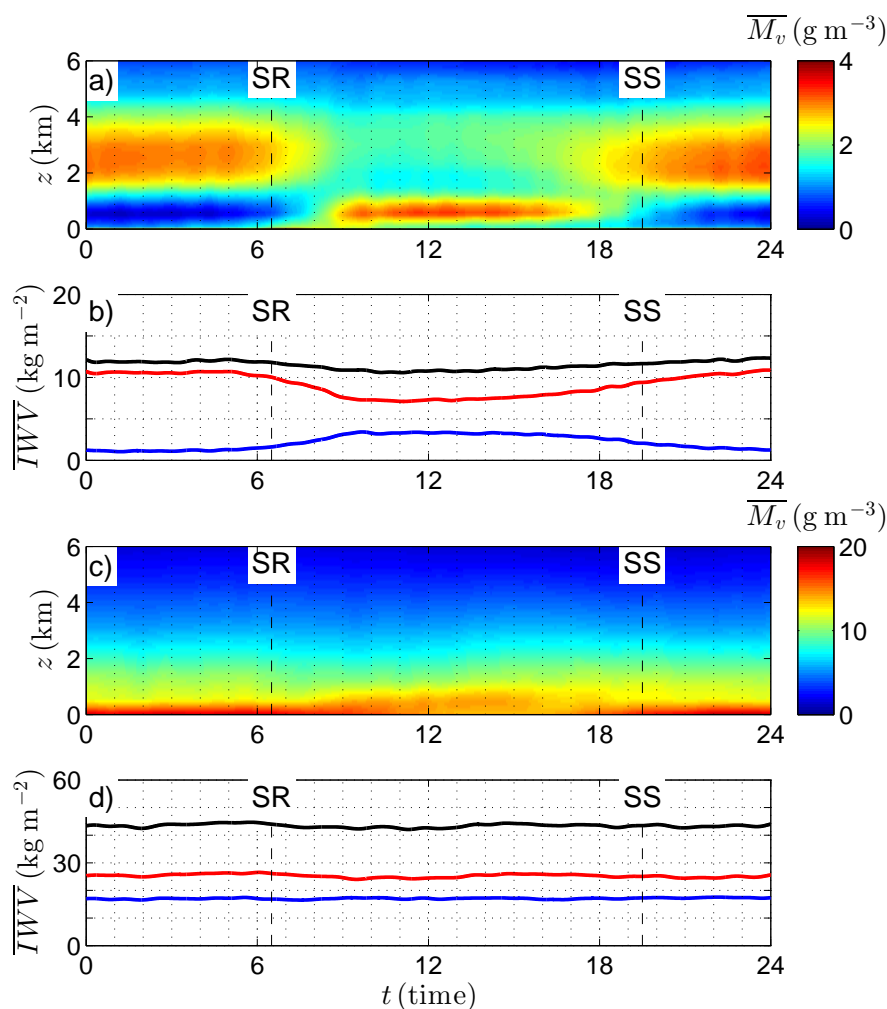 M_v (g m^−3)
a) SR SS
z (km)
6
4
2
0
0 6 12 18 24
4
2
0
b) SR SS
IWV (kg m^−2)
20
10
0
0 6 12 18 24
M_v (g m^−3)
c) SR SS
z (km)
6
4
2
0
0 6 12 18 24
20
10
0
d) SR SS
IWV (kg m^−2)
60
30
0
0 6 12 18 24
t (time)